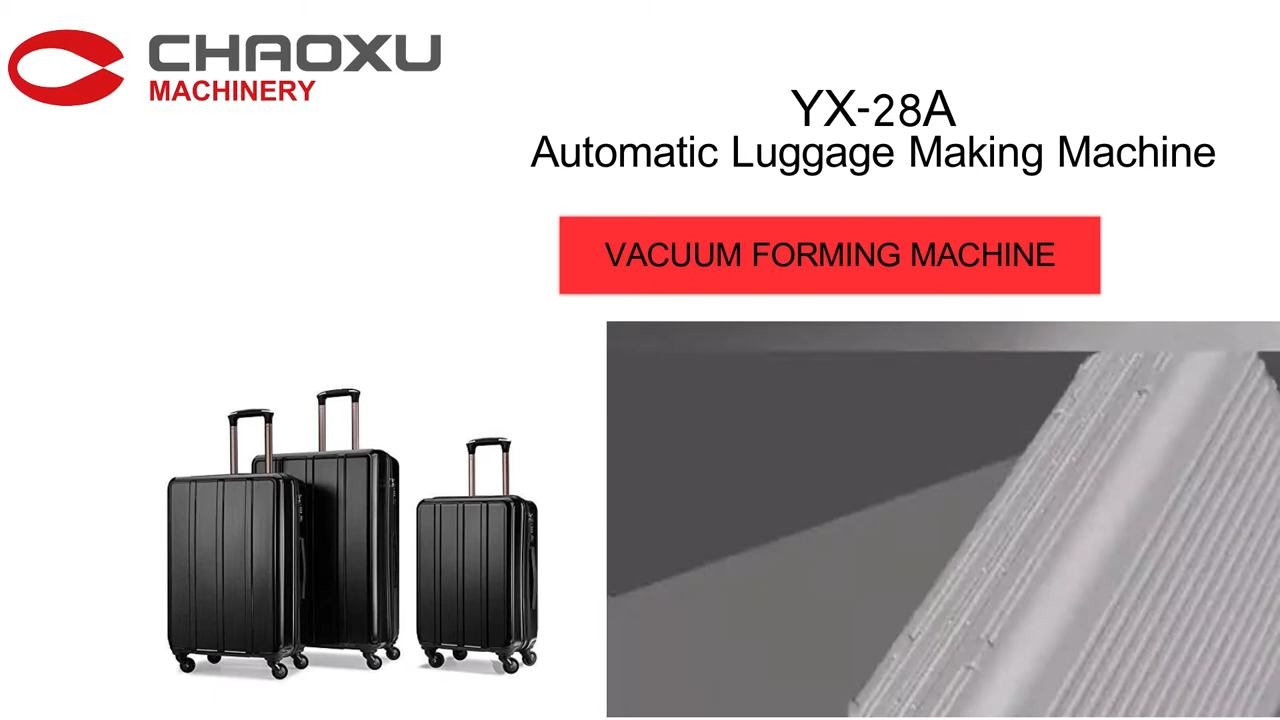 CHAOXU
MACHINERY
YX-28A
Automatic Luggage Making Machine
VACUUM FORMING MACHINE